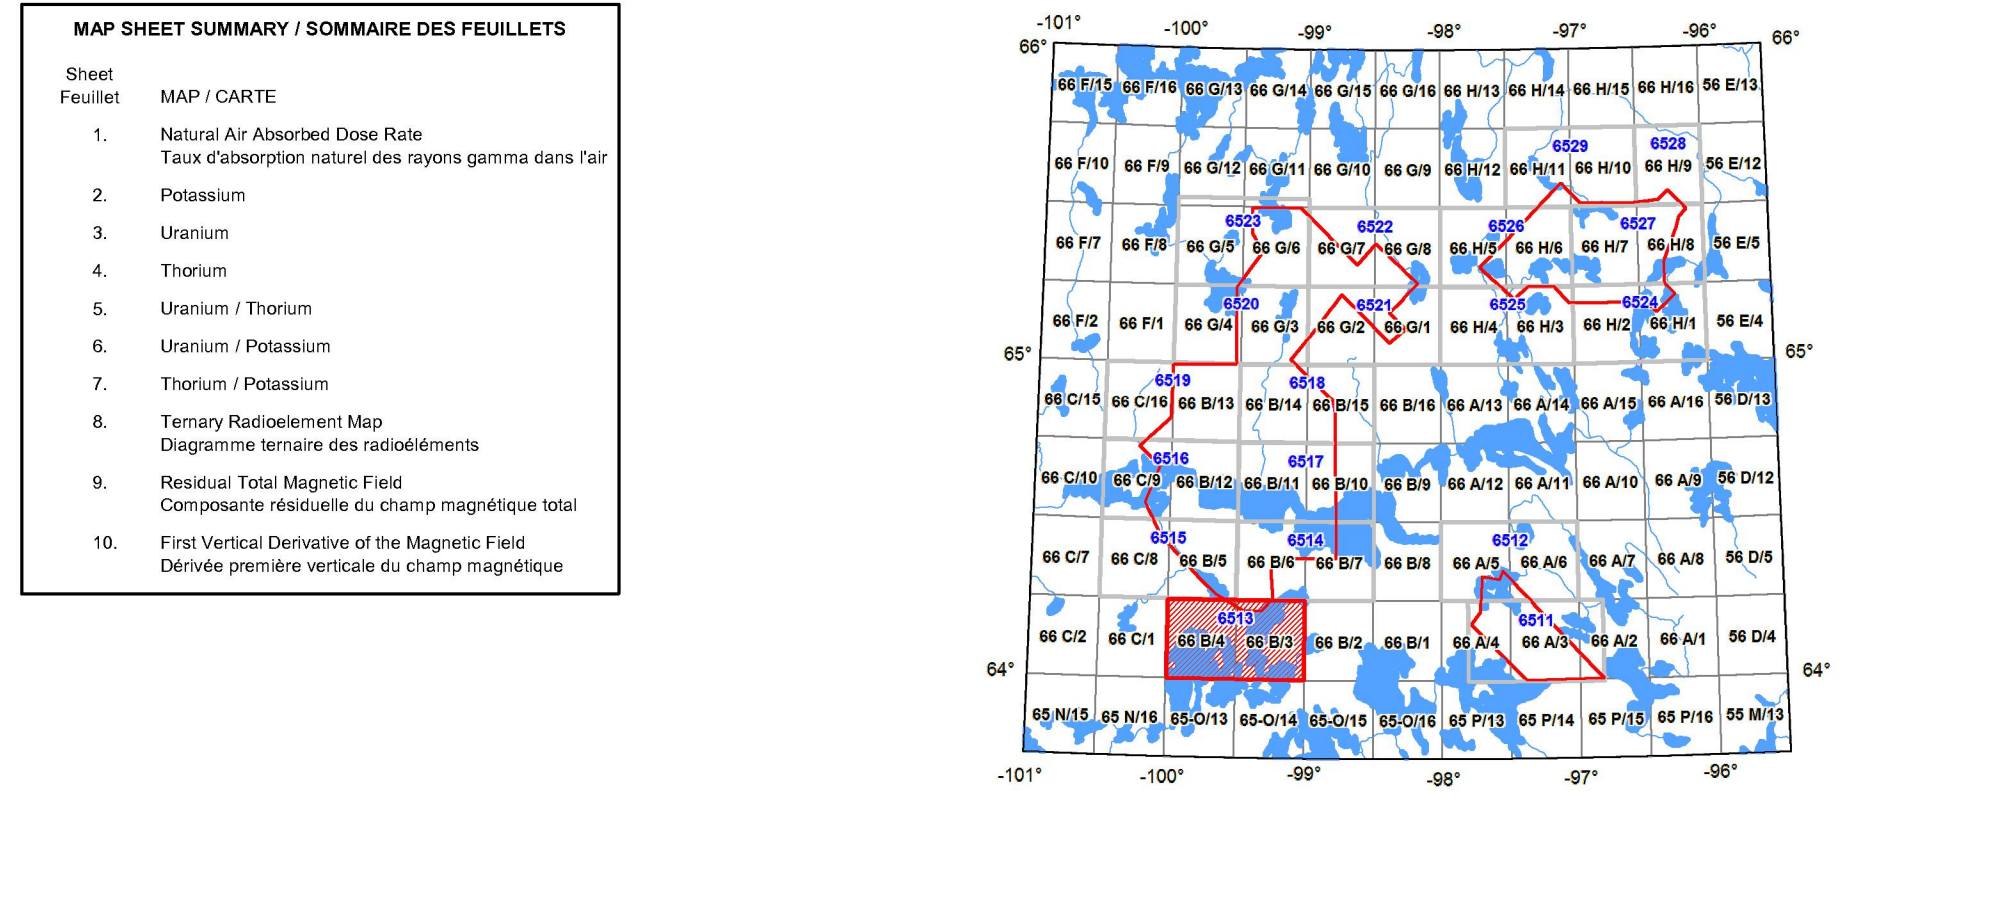 MAP SHEET SUMMARY / SOMMAIRE DES FEUILLETS
Sheet
Feuillet MAP / CARTE
1. Natural Air Absorbed Dose Rate
Taux d'absorption naturel des rayons gamma dans l'air
2. Potassium
3. Uranium
4. Thorium
5. Uranium / Thorium
6. Uranium / Potassium
7. Thorium / Potassium
8. Ternary Radioelement Map
Diagramme ternaire des radioéléments
9. Residual Total Magnetic Field
Composante résiduelle du champ magnétique total
10. First Vertical Derivative of the Magnetic Field
Dérivée première verticale du champ magnétique
-101° -100° -99° -98° -97° -96°
66° 66°
66 F/15 66 F/16 66 G/13 66 G/14 66 G/15 66 G/16 66 H/13 66 H/14 66 H/15 66 H/16 56 E/13
6529 6528
66 F/10 66 F/9 66 G/12 66 G/11 66 G/10 66 G/9 66 H/12 66 H/11 66 H/10 66 H/9 56 E/12
6523 6522 6526 6527
66 F/7 66 F/8 66 G/5 66 G/6 66 G/7 66 G/8 66 H/5 66 H/6 66 H/7 66 H/8 56 E/5
6520 6521 6525 6524
66 F/2 66 F/1 66 G/4 66 G/3 66 G/2 66 G/1 66 H/4 66 H/3 66 H/2 66 H/1 56 E/4
65° 65°
6519 6518
66 C/15 66 C/16 66 B/13 66 B/14 66 B/15 66 B/16 66 A/13 66 A/14 66 A/15 66 A/16 56 D/13
6516 6517
66 C/10 66 C/9 66 B/12 66 B/11 66 B/10 66 B/9 66 A/12 66 A/11 66 A/10 66 A/9 56 D/12
6515 6514 6512
66 C/7 66 C/8 66 B/5 66 B/6 66 B/7 66 B/8 66 A/5 66 A/6 66 A/7 66 A/8 56 D/5
6513 6511
66 C/2 66 C/1 66 B/4 66 B/3 66 B/2 66 B/1 66 A/4 66 A/3 66 A/2 66 A/1 56 D/4
64° 64°
65 N/15 65 N/16 65-O/13 65-O/14 65-O/15 65-O/16 65 P/13 65 P/14 65 P/15 65 P/16 55 M/13
-101° -100° -99° -98° -97° -96°